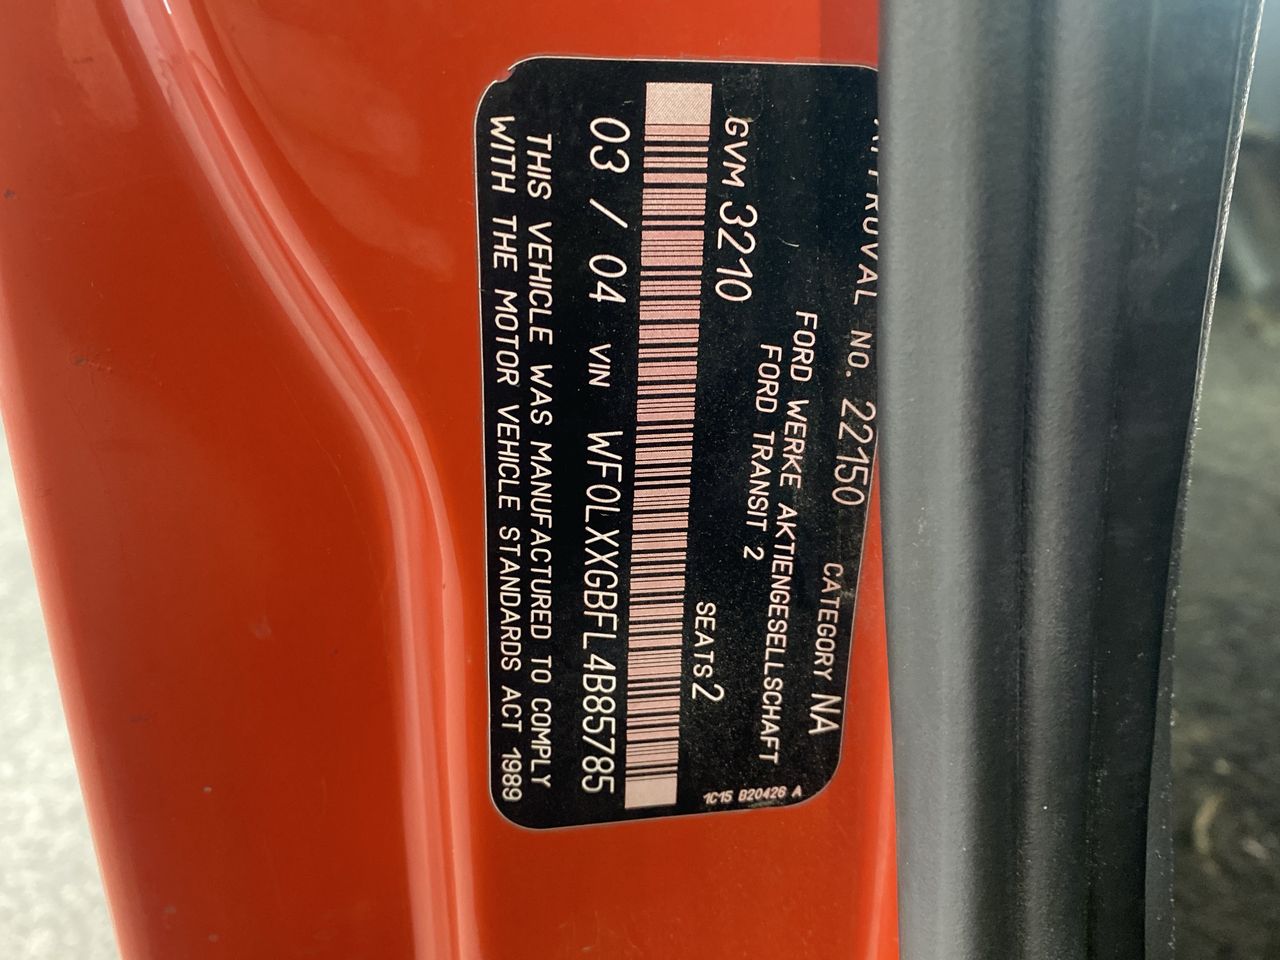 APPROVAL NO. 22150 CATEGORY NA
FORD WERKE AKTIENGESELLSCHAFT
FORD TRANSIT 2
GVM 3210 SEATS 2
1C15 B20426 A
03 / 04 VIN WF0LXXGBFL4B85785
THIS VEHICLE WAS MANUFACTURED TO COMPLY
WITH THE MOTOR VEHICLE STANDARDS ACT 1989